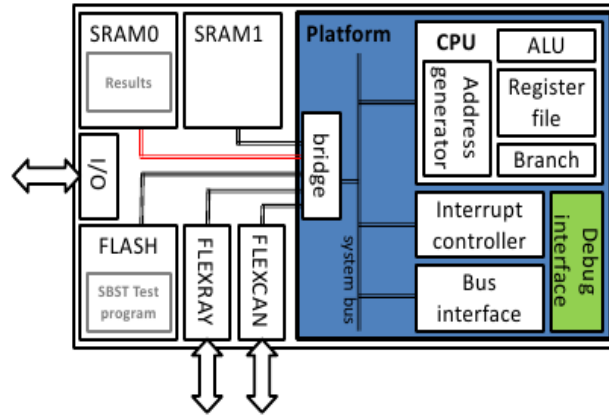 SRAM0
Results
SRAM1
Platform
CPU
ALU
Address
generator
Register
file
Branch
I/O
bridge
system bus
Interrupt
controller
Bus
interface
Debug
interface
FLASH
SBST Test
program
FLEXRAY
FLEXCAN